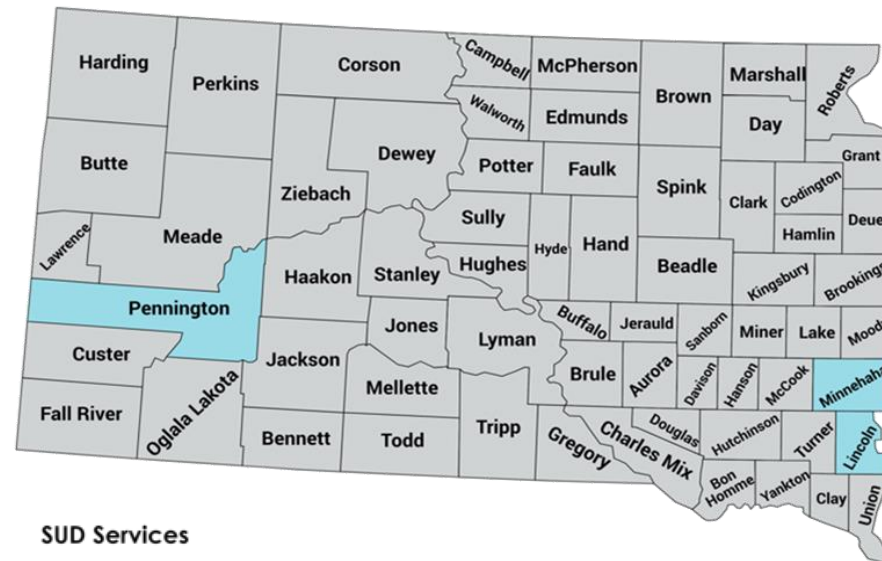 Harding
Perkins
Corson
Campbell
McPherson
Brown
Marshall
Roberts
Walworth
Edmunds
Day
Butte
Dewey
Ziebach
Potter
Faulk
Spink
Clark
Codington
Grant
Lawrence
Meade
Sully
Hyde
Hand
Hamlin
Deue
Haakon
Stanley
Hughes
Beadle
Kingsbury
Brookings
Pennington
Jones
Lyman
Buffalo
Jerauld
Sanborn
Miner
Lake
Mood
Custer
Jackson
Brule
Aurora
Davison
Hanson
McCook
Minnehaha
Fall River
Oglala Lakota
Mellette
Bennett
Todd
Tripp
Gregory
Charles Mix
Douglas
Hutchinson
Turner
Lincoln
Bon
Homme
Yankton
Clay
Union
SUD Services